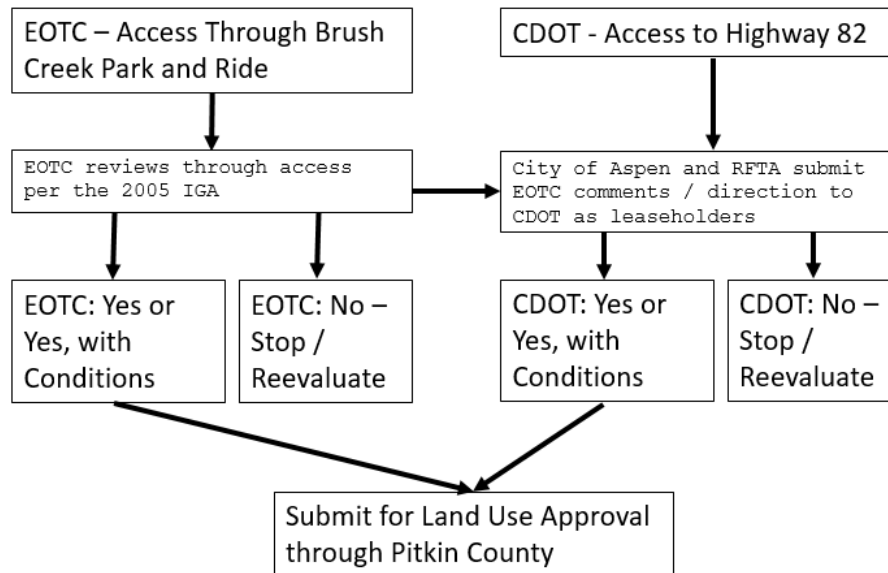 EOTC – Access Through Brush
Creek Park and Ride
CDOT - Access to Highway 82
EOTC reviews through access
per the 2005 IGA
City of Aspen and RFTA submit
EOTC comments / direction to
CDOT as leaseholders
EOTC: Yes or
Yes, with
Conditions
EOTC: No –
Stop /
Reevaluate
CDOT: Yes or
Yes, with
Conditions
CDOT: No –
Stop /
Reevaluate
Submit for Land Use Approval
through Pitkin County